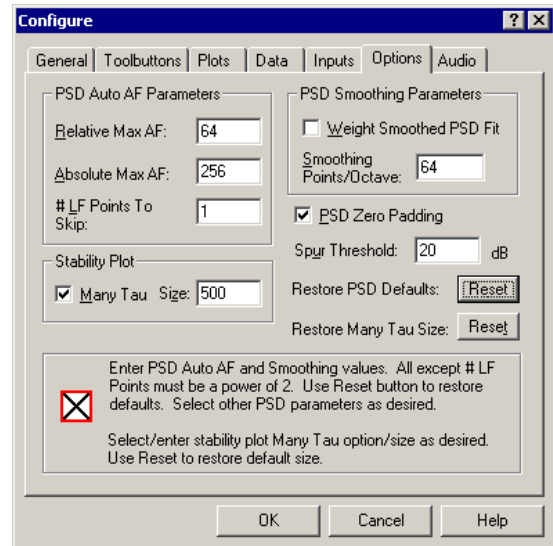 Configure
General Toolbuttons Plots Data Inputs Options Audio
PSD Auto AF Parameters
Relative Max AF: 64
Absolute Max AF: 256
# LF Points To
Skip: 1
Stability Plot
Many Tau Size: 500
PSD Smoothing Parameters
Weight Smoothed PSD Fit
Smoothing
Points/Octave: 64
PSD Zero Padding
Spur Threshold: 20 dB
Restore PSD Defaults: Reset
Restore Many Tau Size: Reset
Enter PSD Auto AF and Smoothing values. All except # LF
Points must be a power of 2. Use Reset button to restore
defaults. Select other PSD parameters as desired.
Select/enter stability plot Many Tau option/size as desired.
Use Reset to restore default size.
OK Cancel Help